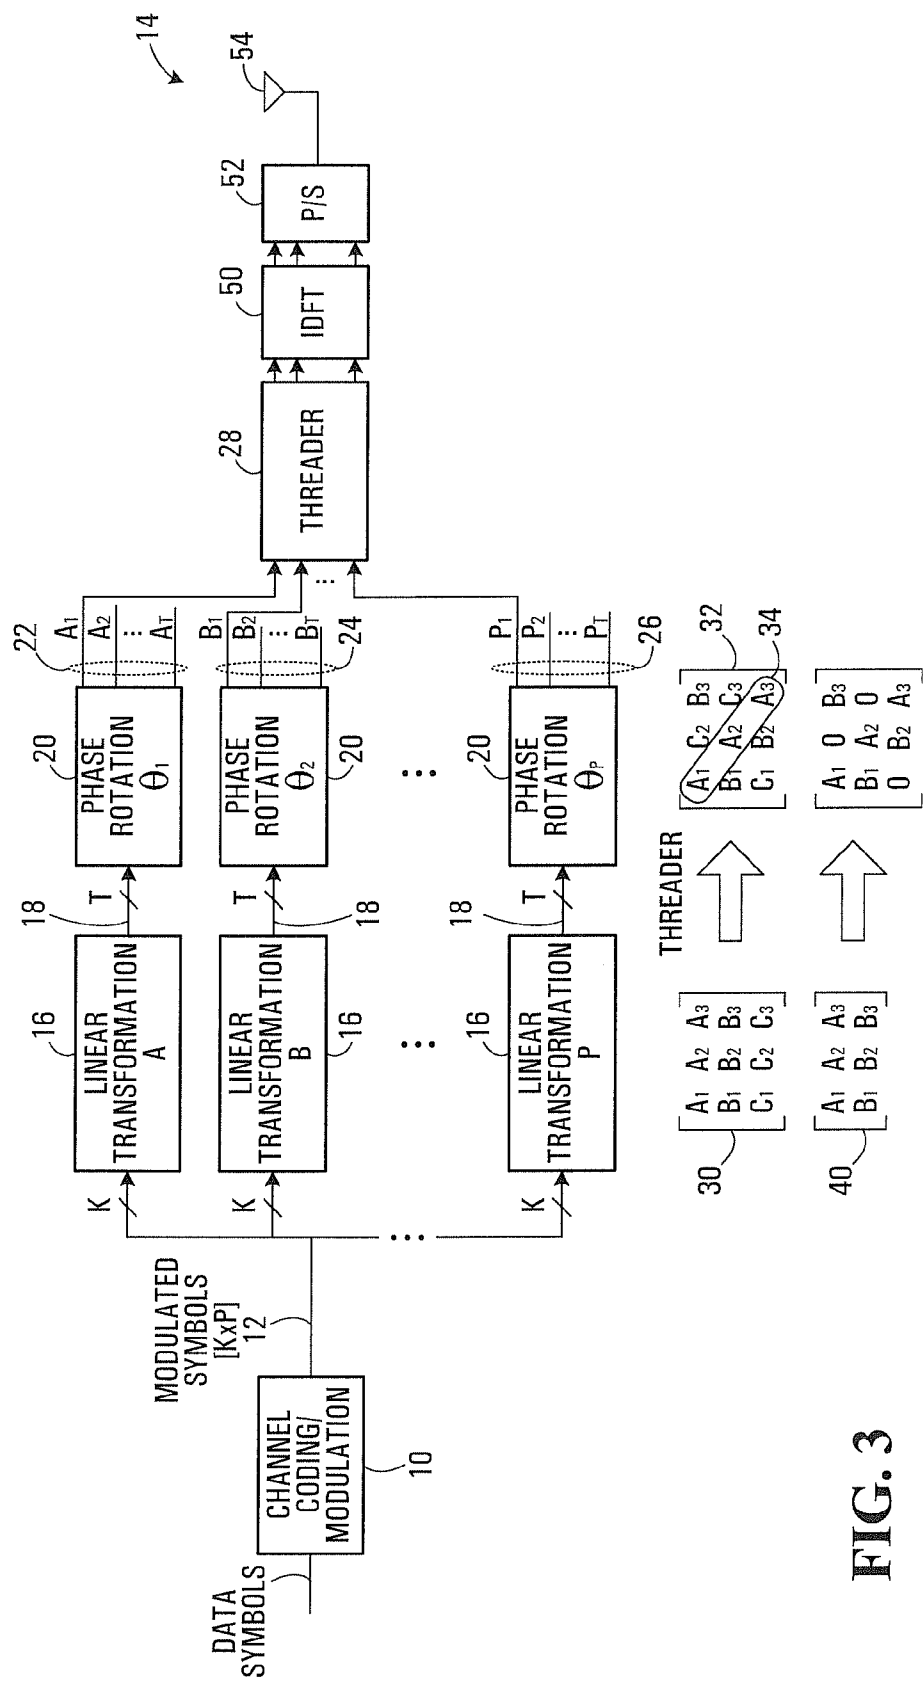 14
DATA
SYMBOLS
CHANNEL
CODING/
MODULATION
10
MODULATED
SYMBOLS
[KxP]
12
K
LINEAR
TRANSFORMATION
A
16
18
T
PHASE
ROTATION
Θ1
20
22
A1
A2
...
AT
K
LINEAR
TRANSFORMATION
B
16
18
T
PHASE
ROTATION
Θ2
20
24
B1
B2
...
BT
...
...
...
K
LINEAR
TRANSFORMATION
P
16
18
T
PHASE
ROTATION
ΘP
20
26
P1
P2
...
PT
...
THREADER
28
IDFT
50
P/S
52
54
THREADER
30
A1 A2 A3
B1 B2 B3
C1 C2 C3
32
A1 C2 B3
B1 A2 C3
C1 B2 A3
34
40
A1 A2 A3
B1 B2 B3
A1 0 B3
B1 A2 0
0 B2 A3
FIG. 3